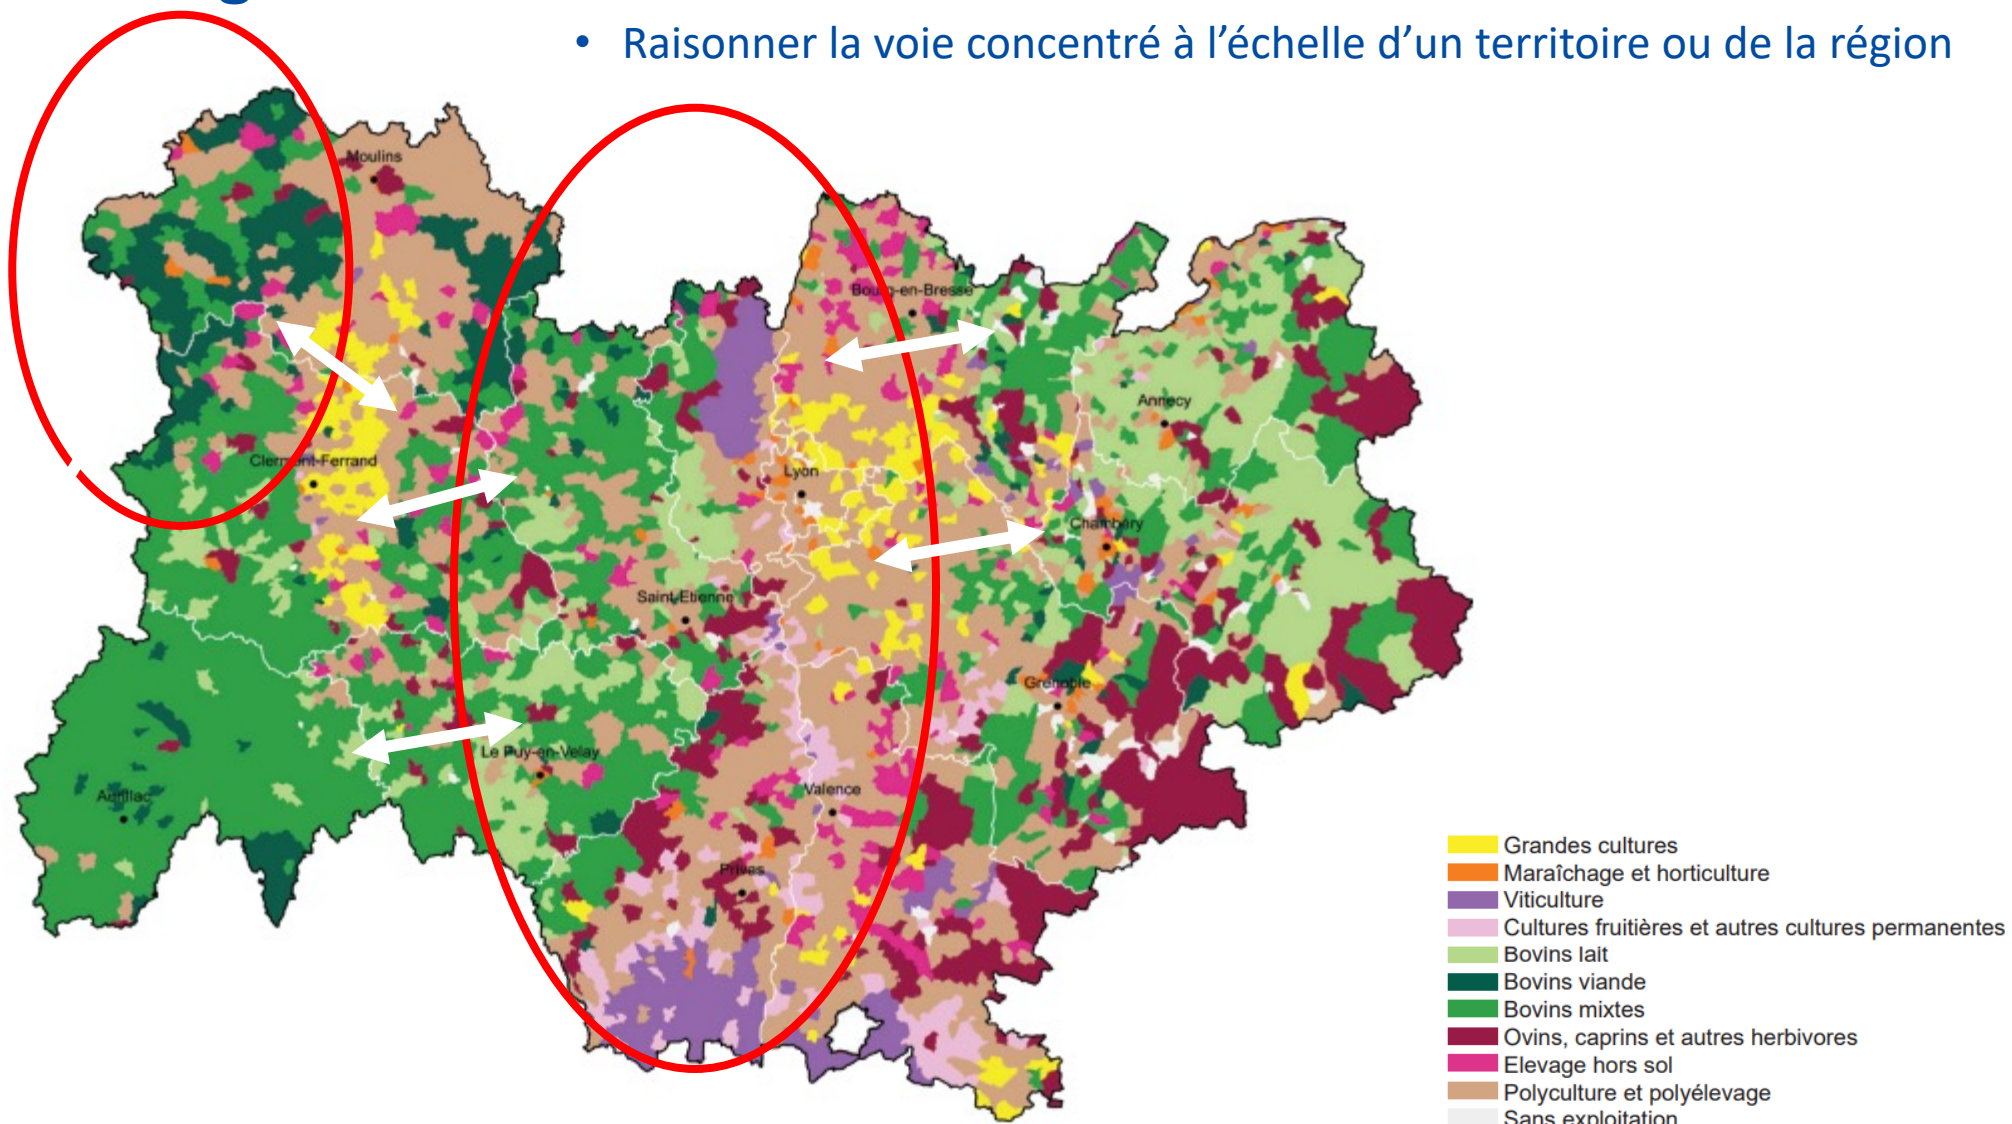 • Raisonner la voie concentré à l’échelle d’un territoire ou de la région
Moulins
Bourg-en-Bresse
Annecy
Clermont-Ferrand
Lyon
Chambéry
Saint-Etienne
Grenoble
Le Puy-en-Velay
Valence
Aurillac
Privas
Grandes cultures
Maraîchage et horticulture
Viticulture
Cultures fruitières et autres cultures permanentes
Bovins lait
Bovins viande
Bovins mixtes
Ovins, caprins et autres herbivores
Elevage hors sol
Polyculture et polyélevage
Sans exploitation